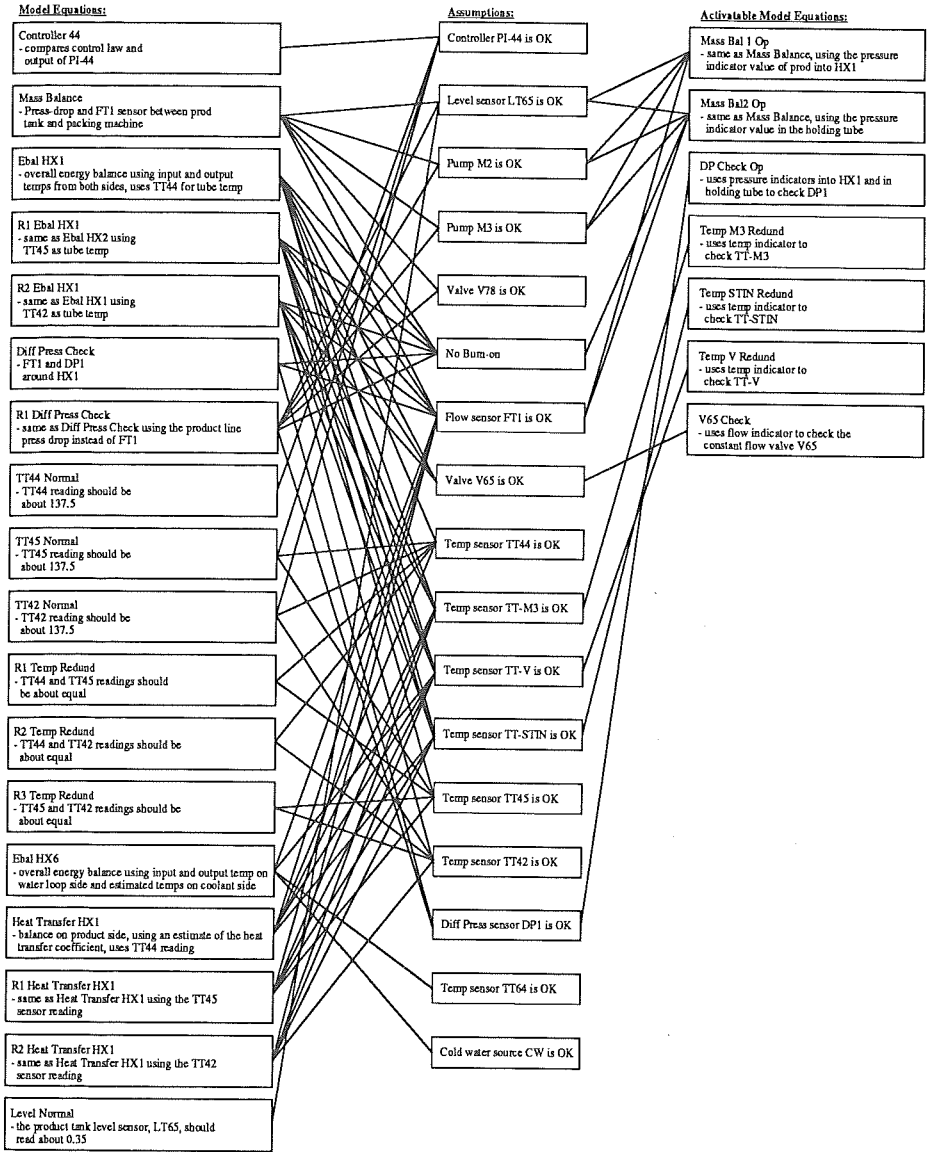 Model Equations:
Controller 44
- compares control law and
output of PI-44
Mass Balance
- Press-drop and FT1 sensor between prod
tank and packing machine
Ebal HX1
- overall energy balance using input and output
temps from both sides, uses TT44 for tube temp
R1 Ebal HX1
- same as Ebal HX2 using
TT45 as tube temp
R2 Ebal HX1
- same as Ebal HX1 using
TT42 as tube temp
Diff Press Check
- FT1 and DP1
around HX1
R1 Diff Press Check
- same as Diff Press Check using the product line
press drop instead of FT1
TT44 Normal
- TT44 reading should be
about 137.5
TT45 Normal
- TT45 reading should be
about 137.5
TT42 Normal
- TT42 reading should be
about 137.5
R1 Temp Redund
- TT44 and TT45 readings should
be about equal
R2 Temp Redund
- TT44 and TT42 readings should be
about equal
R3 Temp Redund
- TT45 and TT42 readings should be
about equal
Ebal HX6
- overall energy balance using input and output temp on
water loop side and estimated temps on coolant side
Heat Transfer HX1
- balance on product side, using an estimate of the heat
transfer coefficient, uses TT44 reading
R1 Heat Transfer HX1
- same as Heat Transfer HX1 using the TT45
sensor reading
R2 Heat Transfer HX1
- same as Heat Transfer HX1 using the TT42
sensor reading
Level Normal
- the product tank level sensor, LT65, should
read about 0.35
Assumptions:
Controller PI-44 is OK
Level sensor LT65 is OK
Pump M2 is OK
Pump M3 is OK
Valve V78 is OK
No Burn-on
Flow sensor FT1 is OK
Valve V65 is OK
Temp sensor TT44 is OK
Temp sensor TT-M3 is OK
Temp sensor TT-V is OK
Temp sensor TT-STIN is OK
Temp sensor TT45 is OK
Temp sensor TT42 is OK
Diff Press sensor DP1 is OK
Temp sensor TT64 is OK
Cold water source CW is OK
Activatable Model Equations:
Mass Bal 1 Op
- same as Mass Balance, using the pressure
indicator value of prod into HX1
Mass Bal2 Op
- same as Mass Balance, using the pressure
indicator value in the holding tube
DP Check Op
- uses pressure indicators into HX1 and in
holding tube to check DP1
Temp M3 Redund
- uses temp indicator to
check TT-M3
Temp STIN Redund
- uses temp indicator to
check TT-STIN
Temp V Redund
- uses temp indicator to
check TT-V
V65 Check
- uses flow indicator to check the
constant flow valve V65